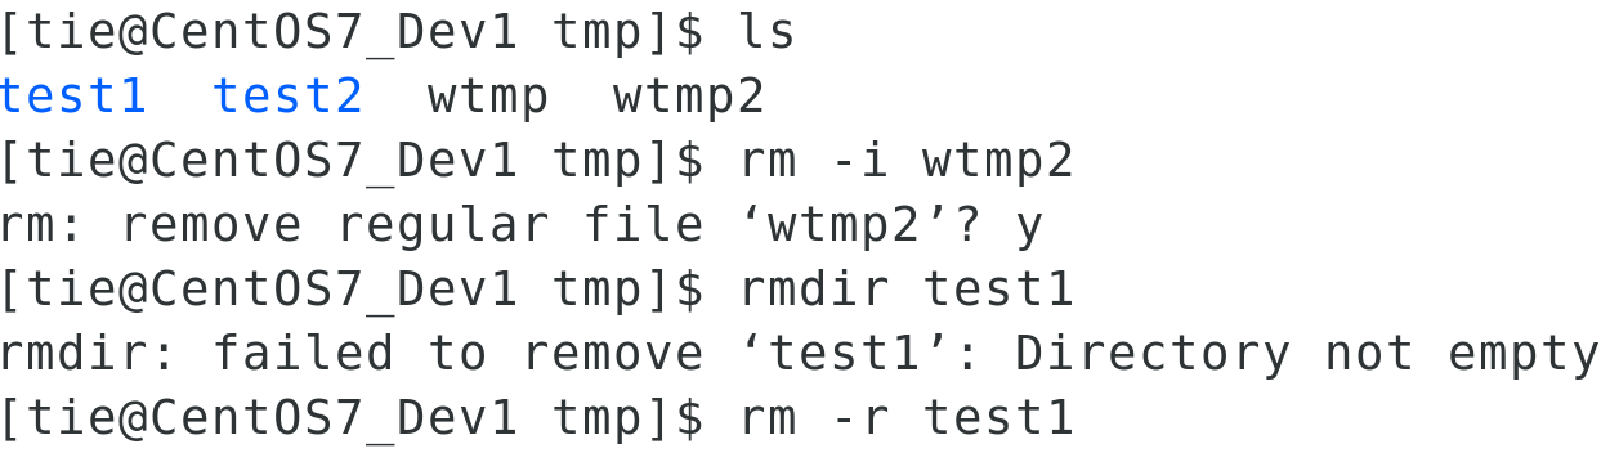 [tie@CentOS7_Dev1 tmp]$ ls
test1  test2  wtmp  wtmp2
[tie@CentOS7_Dev1 tmp]$ rm -i wtmp2
rm: remove regular file ‘wtmp2’? y
[tie@CentOS7_Dev1 tmp]$ rmdir test1
rmdir: failed to remove ‘test1’: Directory not empty
[tie@CentOS7_Dev1 tmp]$ rm -r test1